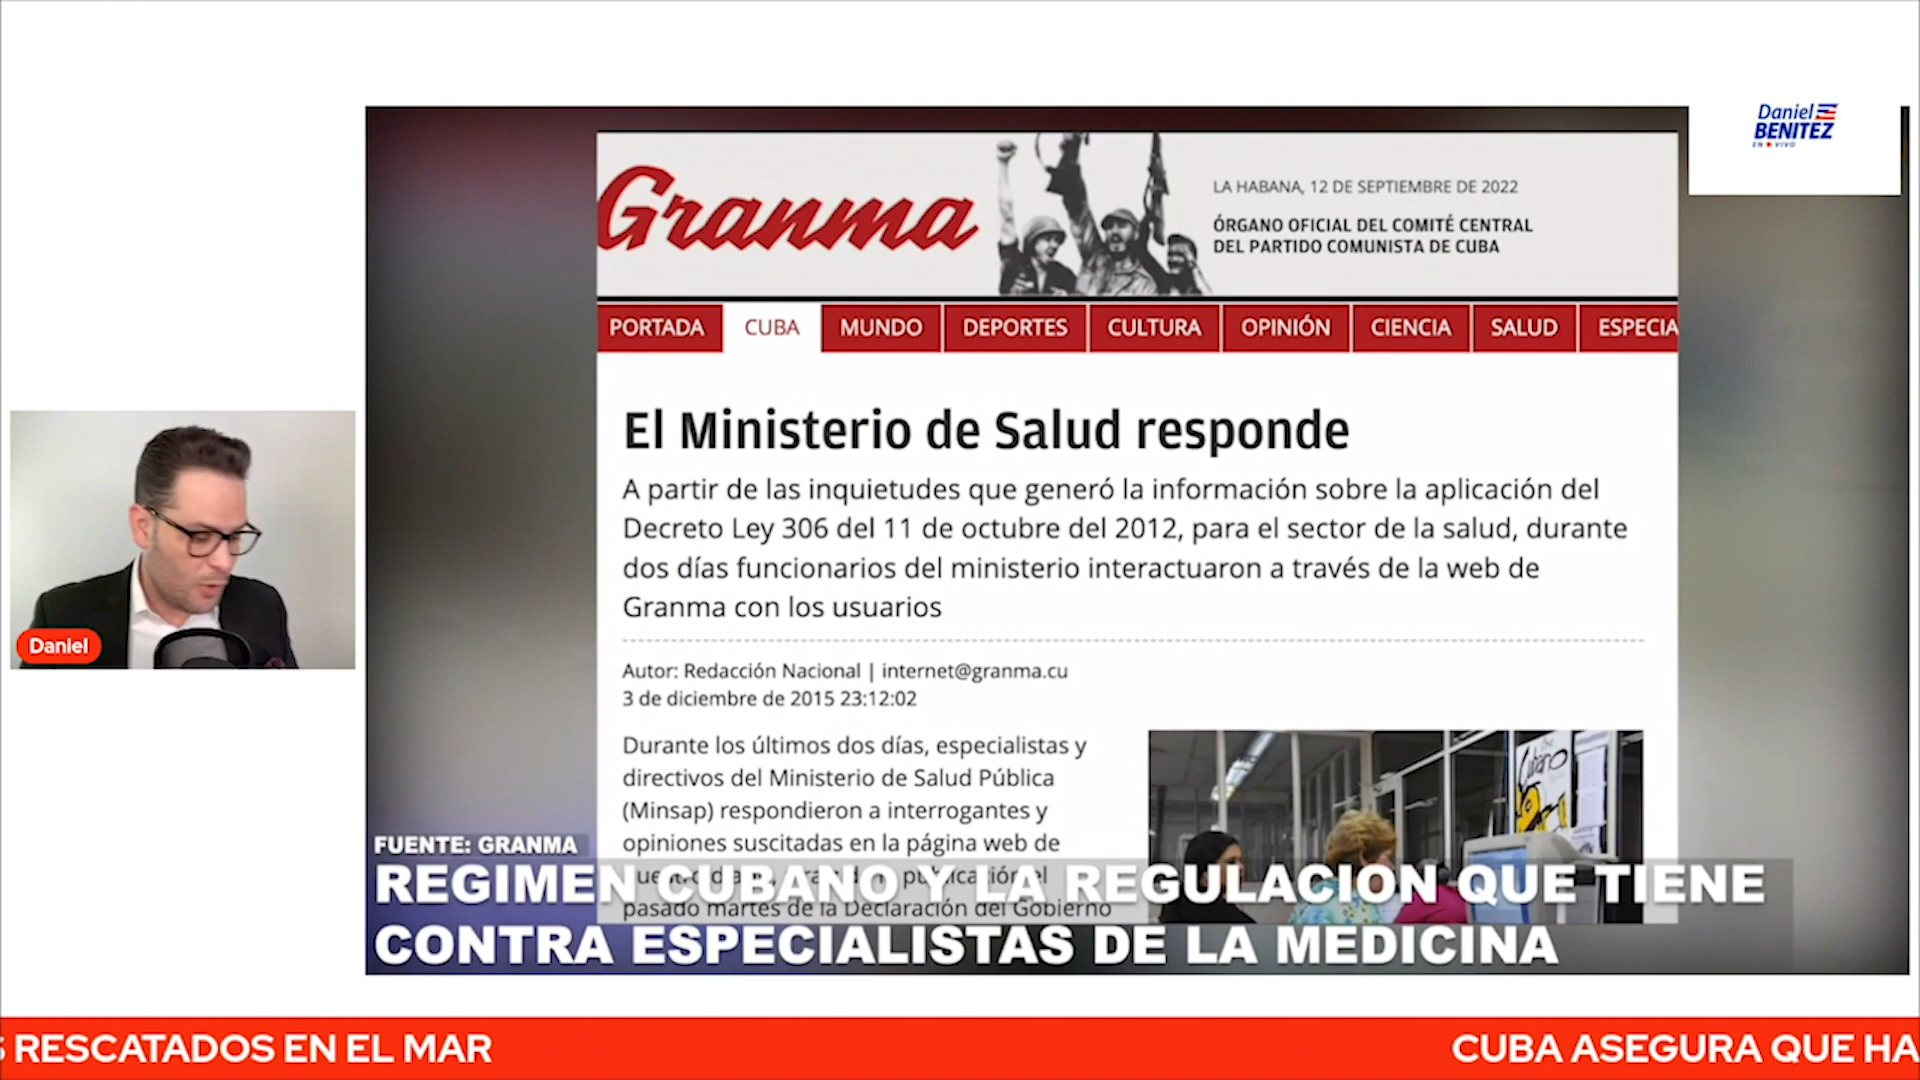 Daniel
BENITEZ
EN VIVO
Granma
LA HABANA, 12 DE SEPTIEMBRE DE 2022
ÓRGANO OFICIAL DEL COMITÉ CENTRAL
DEL PARTIDO COMUNISTA DE CUBA
PORTADA CUBA MUNDO DEPORTES CULTURA OPINIÓN CIENCIA SALUD ESPECIA
El Ministerio de Salud responde
A partir de las inquietudes que generó la información sobre la aplicación del
Decreto Ley 306 del 11 de octubre del 2012, para el sector de la salud, durante
dos días funcionarios del ministerio interactuaron a través de la web de
Granma con los usuarios
Autor: Redacción Nacional | internet@granma.cu
3 de diciembre de 2015 23:12:02
Durante los últimos dos días, especialistas y
directivos del Ministerio de Salud Pública
(Minsap) respondieron a interrogantes y
opiniones suscitadas en la página web de
publicación el
pasado martes de la Declaración del Gobierno
Cubano
Daniel
FUENTE: GRANMA
REGIMEN CUBANO Y LA REGULACION QUE TIENE
CONTRA ESPECIALISTAS DE LA MEDICINA
S RESCATADOS EN EL MAR
CUBA ASEGURA QUE HA